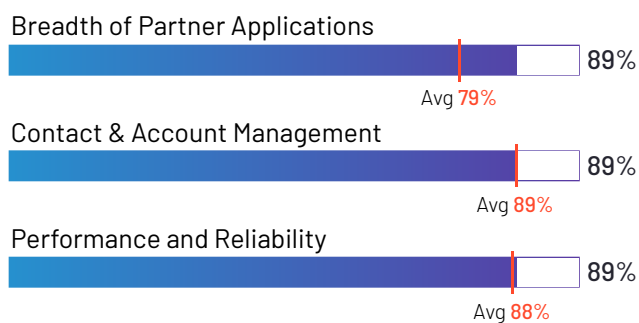 Breadth of Partner Applications
89%
Avg 79%
Contact & Account Management
89%
Avg 89%
Performance and Reliability
89%
Avg 88%